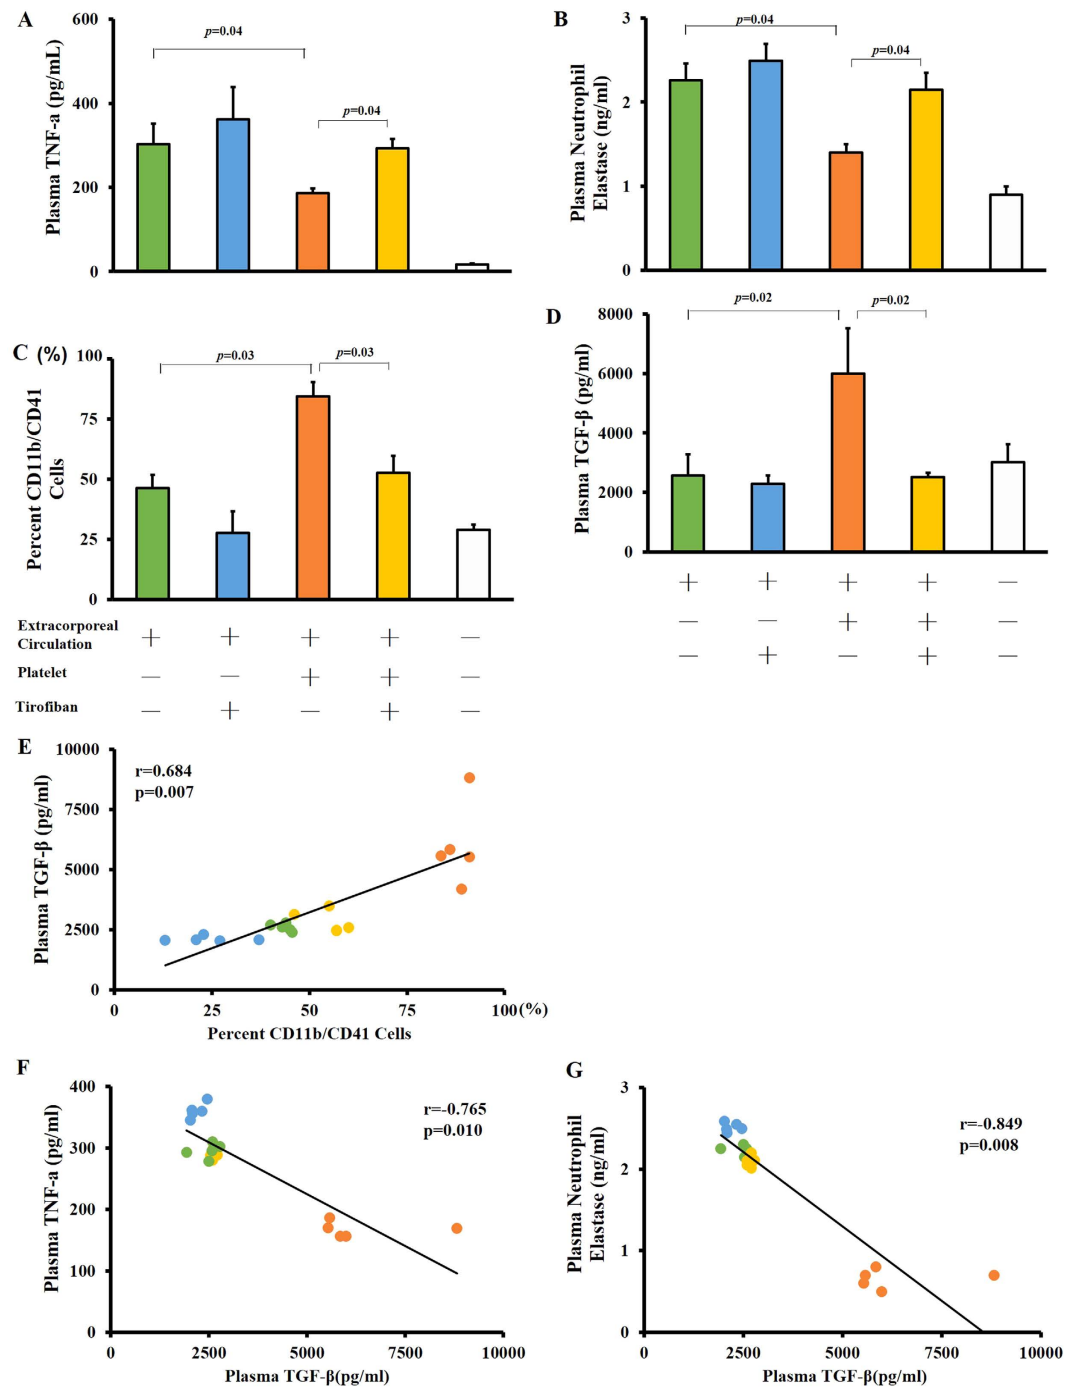 A
600
400
200
0
Plasma TNF-a (pg/mL)
p=0.04
p=0.04
B
3
2
1
0
Plasma Neutrophil
Elastase (ng/ml)
p=0.04
p=0.04
C (%)
100
75
50
25
0
Percent CD11b/CD41
Cells
p=0.03
p=0.03
Extracorporeal
Circulation
+ + + + —
Platelet
— — + + —
Tirofiban
— + — + —
D
8000
6000
4000
2000
0
Plasma TGF-β (pg/ml)
p=0.02
p=0.02
+ + + + —
— — + + —
— + — + —
E
10000
7500
5000
2500
0
Plasma TGF-β (pg/ml)
r=0.684
p=0.007
0 25 50 75 100 (%)
Percent CD11b/CD41 Cells
F
400
300
200
100
0
Plasma TNF-a (pg/ml)
r=-0.765
p=0.010
0 2500 5000 7500 10000
Plasma TGF-β(pg/ml)
G
3
2
1
0
Plasma Neutrophil
Elastase (ng/ml)
r=-0.849
p=0.008
0 2500 5000 7500 10000
Plasma TGF-β(pg/ml)